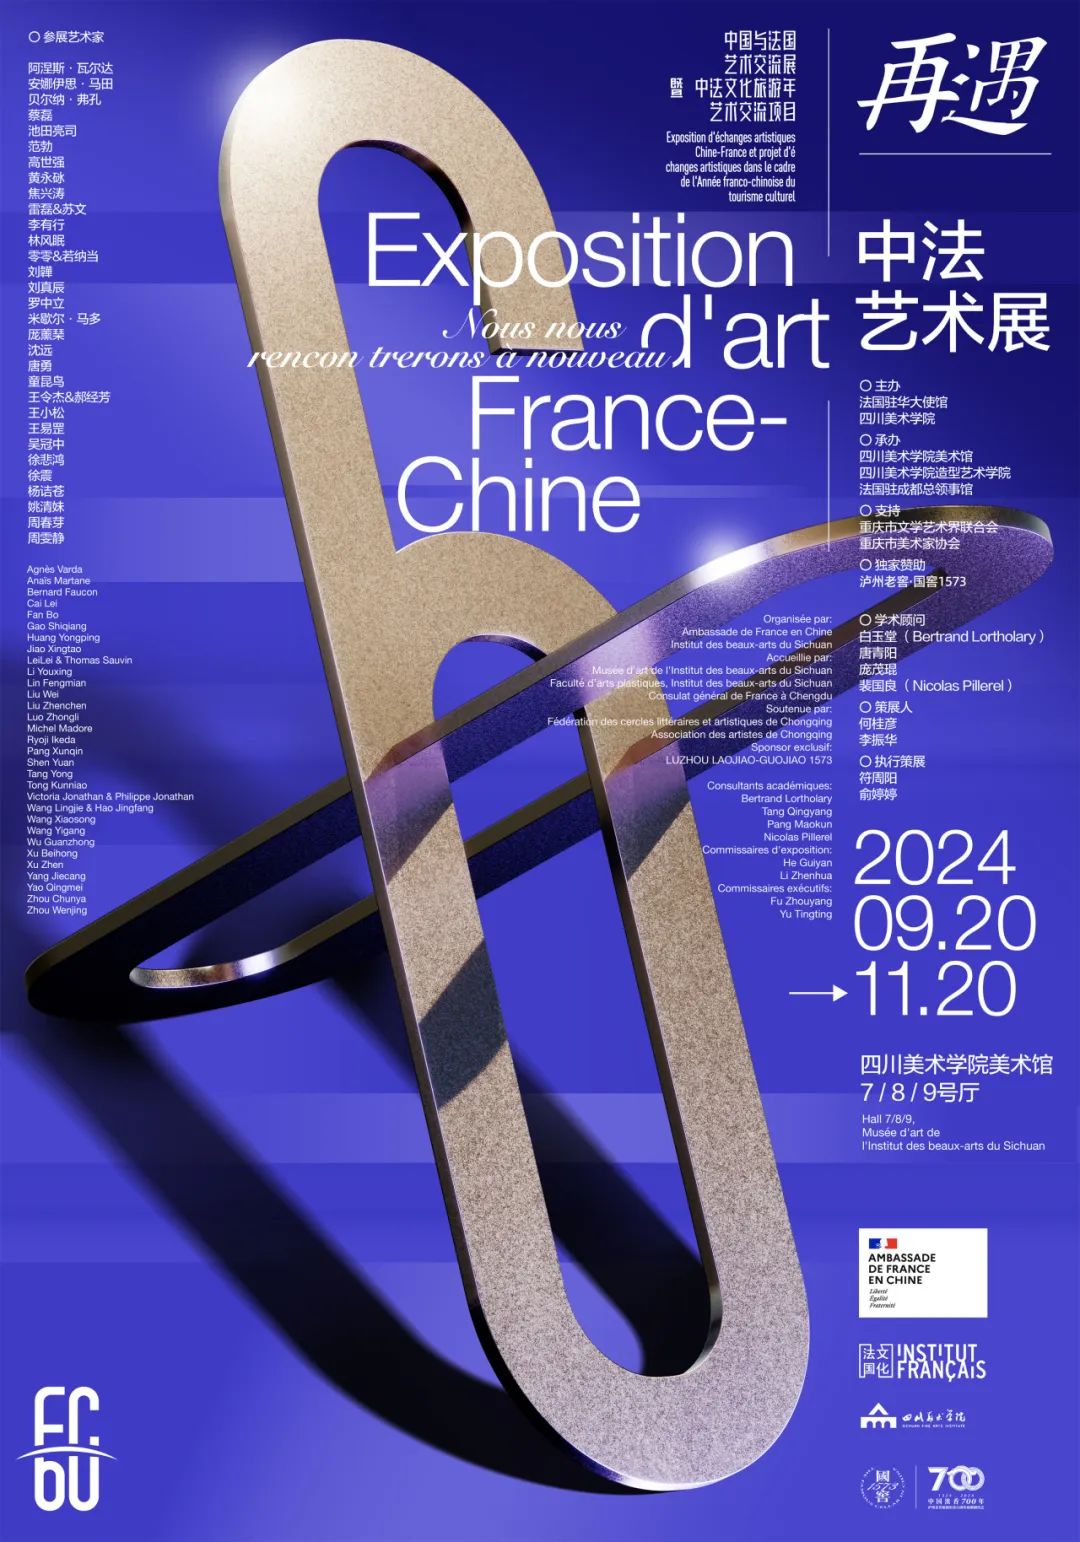 ○ 参展艺术家
阿涅斯·瓦尔达
安娜伊思·马田
贝尔纳·弗孔
蔡磊
池田亮司
范勃
高世强
黄永砯
焦兴涛
雷磊&苏文
李有行
林风眠
零零&若纳当
刘韡
刘真辰
罗中立
米歇尔·马多
庞薰琹
沈远
唐勇
童昆鸟
王令杰&郝经芳
王小松
王易罡
吴冠中
徐悲鸿
徐震
杨诘苍
姚清妹
周春芽
周雯静
Agnès Varda
Anaïs Martane
Bernard Faucon
Cai Lei
Fan Bo
Gao Shiqiang
Huang Yongping
Jiao Xingtao
LeiLei & Thomas Sauvin
Li Youxing
Lin Fengmian
Liu Wei
Liu Zhenchen
Luo Zhongli
Michel Madore
Ryoji Ikeda
Pang Xunqin
Shen Yuan
Tang Yong
Tong Kunniao
Victoria Jonathan & Philippe Jonathan
Wang Lingjie & Hao Jingfang
Wang Xiaosong
Wang Yigang
Wu Guanzhong
Xu Beihong
Xu Zhen
Yang Jiecang
Yao Qingmei
Zhou Chunya
Zhou Wenjing
中国与法国
艺术交流展
暨 中法文化旅游年
艺术交流项目
Exposition d'échanges artistiques
Chine-France et projet d'é
changes artistiques dans le cadre
de l'Année franco-chinoise du
tourisme culturel
再遇
Exposition
d'art
Nous nous
rencon trerons à nouveau
France-
Chine
中法
艺术展
○ 主办
法国驻华大使馆
四川美术学院
○ 承办
四川美术学院美术馆
四川美术学院造型艺术学院
法国驻成都总领事馆
○ 支持
重庆市文学艺术界联合会
重庆市美术家协会
○ 独家赞助
泸州老窖·国窖1573
○ 学术顾问
白玉堂（Bertrand Lortholary）
唐青阳
庞茂琨
裴国良（Nicolas Pillerel）
○ 策展人
何桂彦
李振华
○ 执行策展
符周阳
俞婷婷
Organisée par:
Ambassade de France en Chine
Institut des beaux-arts du Sichuan
Accueillie par:
Musée d'art de l'Institut des beaux-arts du Sichuan
Faculté d'arts plastiques, Institut des beaux-arts du Sichuan
Consulat général de France à Chengdu
Soutenue par:
Fédération des cercles littéraires et artistiques de Chongqing
Association des artistes de Chongqing
Sponsor exclusif:
LUZHOU LAOJIAO-GUOJIAO 1573
Consultants académiques:
Bertrand Lortholary
Tang Qingyang
Pang Maokun
Nicolas Pillerel
Commissaires d'exposition:
He Guiyan
Li Zhenhua
Commissaires exécutifs:
Fu Zhouyang
Yu Tingting
2024
09.20
11.20
四川美术学院美术馆
7 / 8 / 9号厅
Hall 7/8/9,
Musée d'art de
l'Institut des beaux-arts du Sichuan
AMBASSADE
DE FRANCE
EN CHINE
Liberté
Égalité
Fraternité
法国文化
INSTITUT
FRANÇAIS
四川美术学院
SICHUAN FINE ARTS INSTITUTE
國窖
1573
700
1324 2024
中国浓香700年